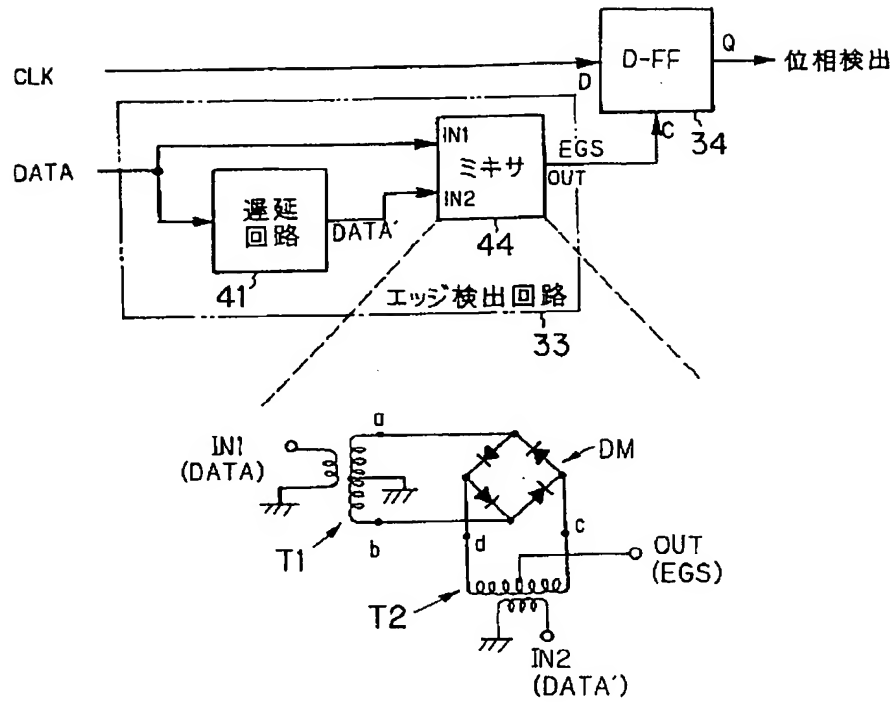 CLK
D
D-FF
Q
位相検出
C
34
DATA
IN1
IN2
ミキサ
EGS
OUT
44
遅延
回路
DATA'
41
エッジ検出回路
33
IN1
(DATA)
a
b
T1
DM
d
c
OUT
(EGS)
T2
IN2
(DATA')